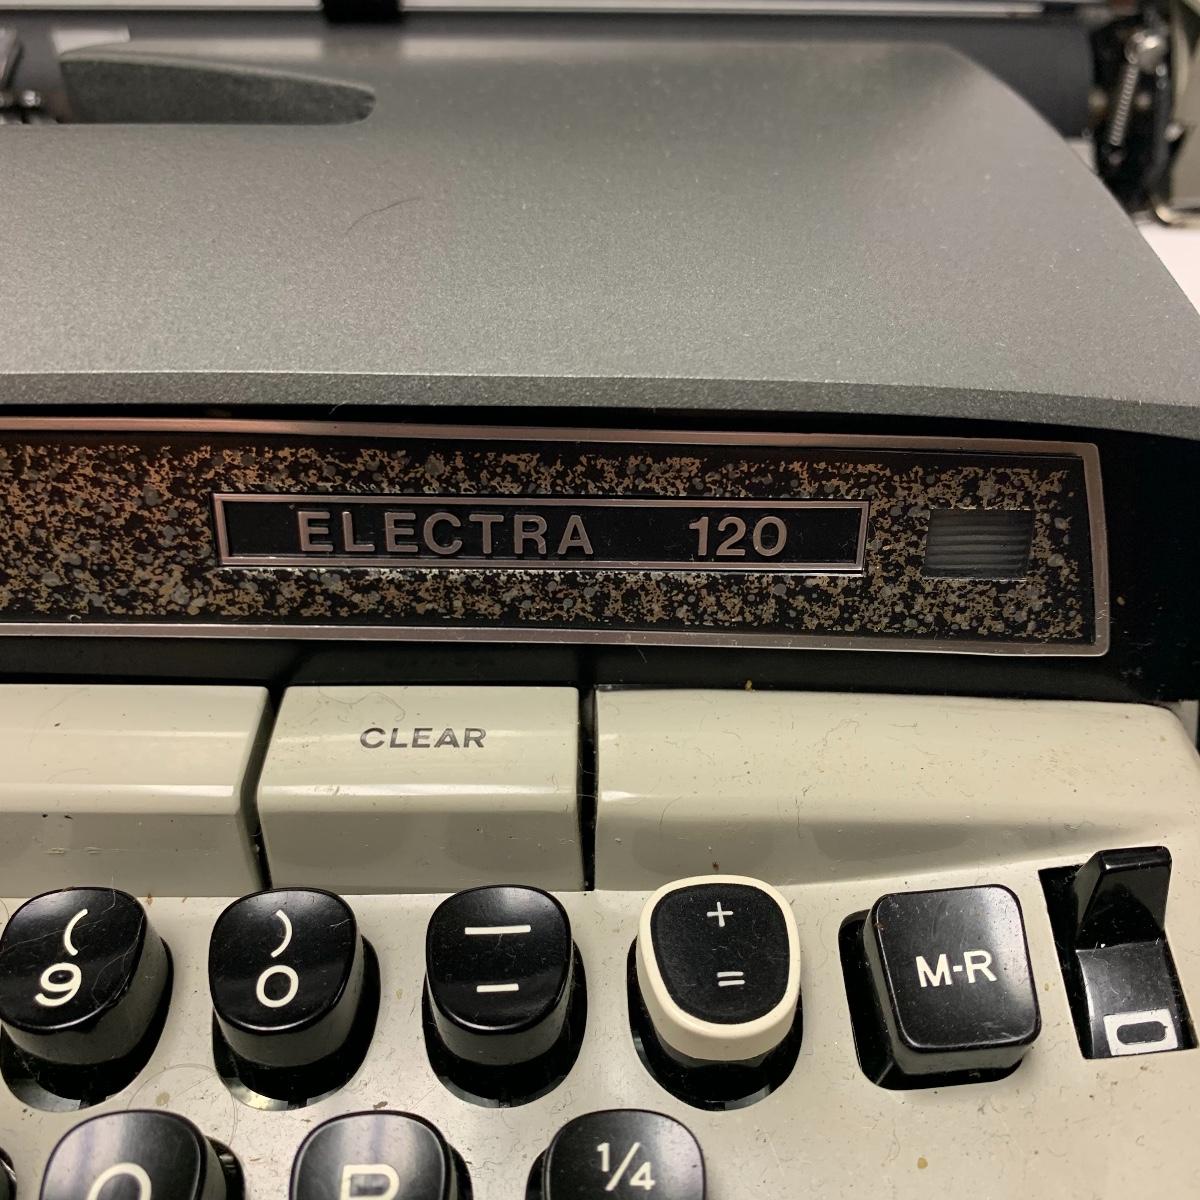 ELECTRA 120
CLEAR
(
9
)
0
—
-
+
=
M-R
O
P
1/4